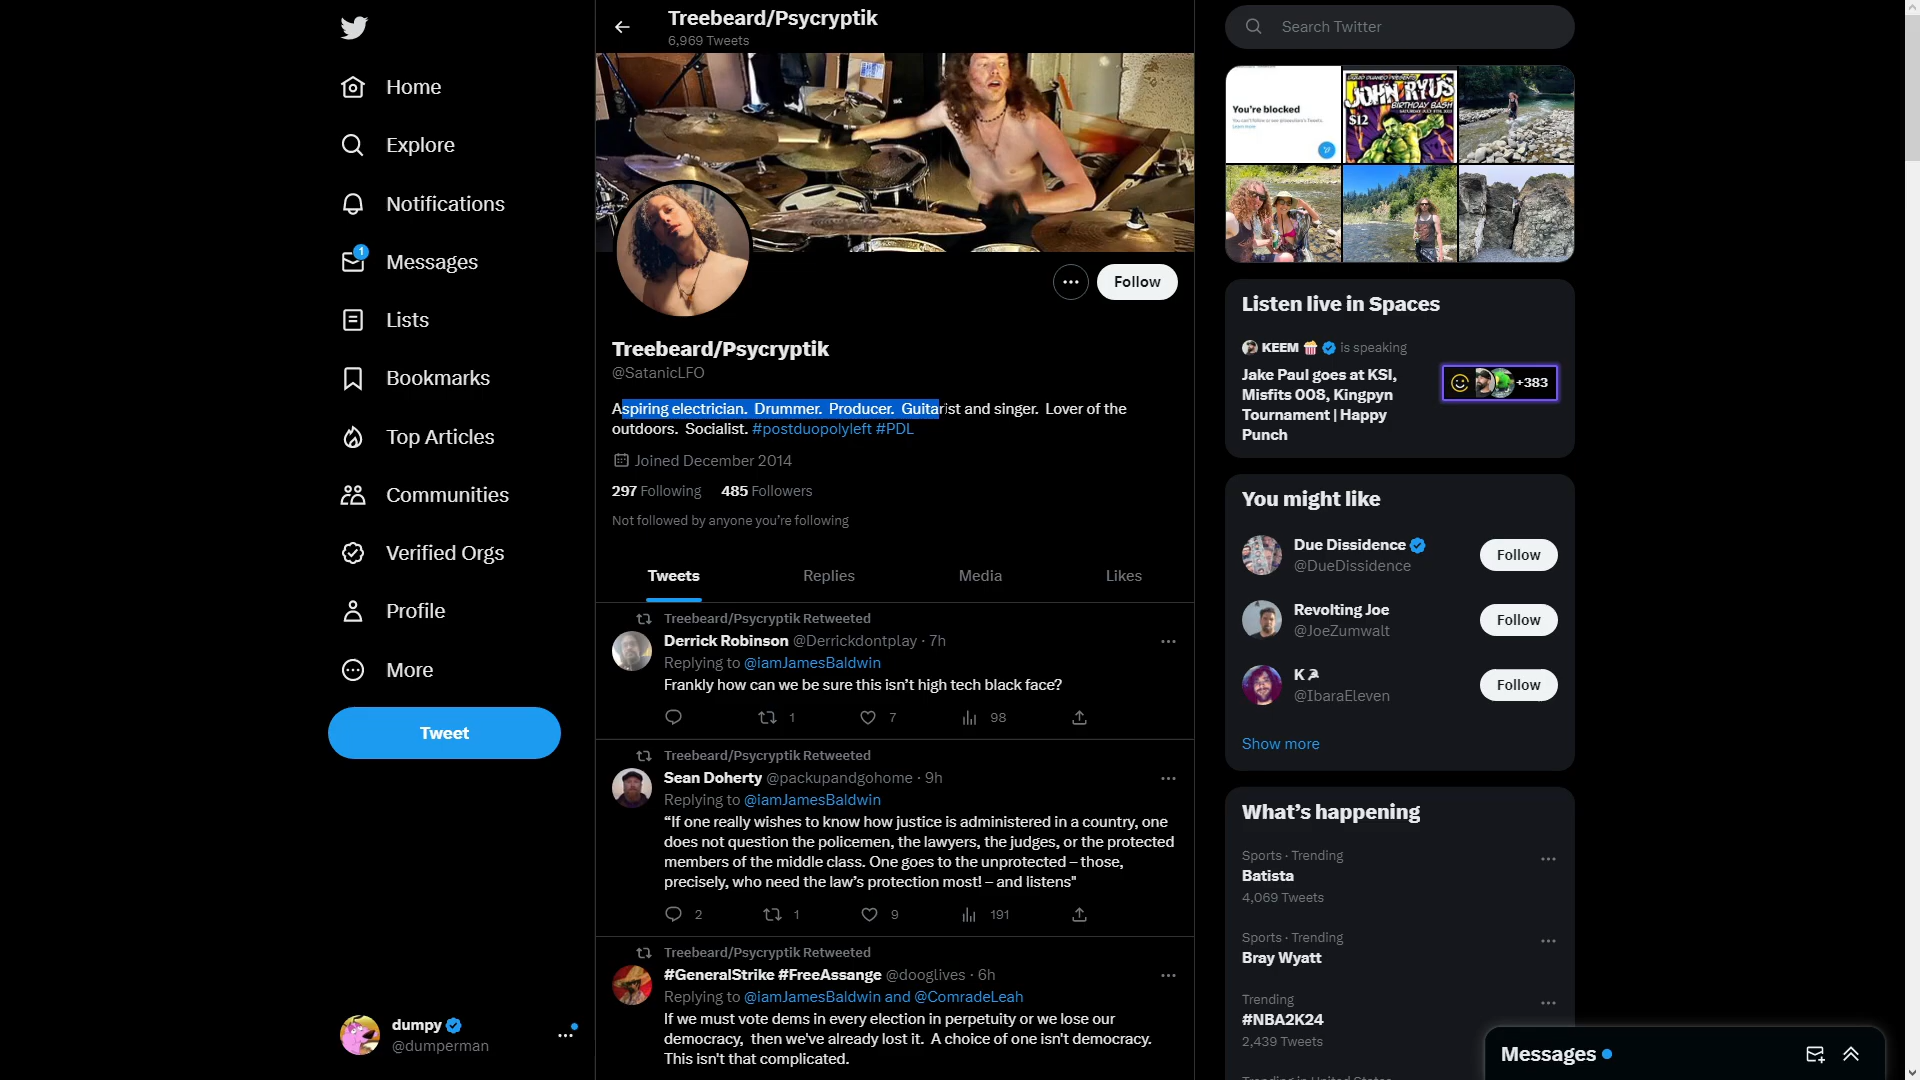 Home
Explore
Notifications
1
Messages
Lists
Bookmarks
Top Articles
Communities
Verified Orgs
Profile
More
Tweet
dumpy
@dumperman
Treebeard/Psycryptik
6,969 Tweets
Follow
Treebeard/Psycryptik
@SatanicLFO
Aspiring electrician. Drummer. Producer. Guitarist and singer. Lover of the
outdoors. Socialist. #postduopolyleft #PDL
Joined December 2014
297 Following 485 Followers
Not followed by anyone you’re following
Tweets Replies Media Likes
Treebeard/Psycryptik Retweeted
Derrick Robinson @Derrickdontplay · 7h
Replying to @iamJamesBaldwin
Frankly how can we be sure this isn’t high tech black face?
1 7 98
Treebeard/Psycryptik Retweeted
Sean Doherty @packupandgohome · 9h
Replying to @iamJamesBaldwin
“If one really wishes to know how justice is administered in a country, one
does not question the policemen, the lawyers, the judges, or the protected
members of the middle class. One goes to the unprotected – those,
precisely, who need the law’s protection most! – and listens"
2 1 9 191
Treebeard/Psycryptik Retweeted
#GeneralStrike #FreeAssange @dooglives · 6h
Replying to @iamJamesBaldwin and @ComradeLeah
If we must vote dems in every election in perpetuity or we lose our
democracy, then we've already lost it. A choice of one isn't democracy.
This isn't that complicated.
Search Twitter
You're blocked
Learn more
JOHN RYU'S
BIRTHDAY BASH
$12
Listen live in Spaces
KEEM is speaking
Jake Paul goes at KSI,
Misfits 008, Kingpyn
Tournament | Happy
Punch
+383
You might like
Due Dissidence
@DueDissidence
Follow
Revolting Joe
@JoeZumwalt
Follow
K
@IbaraEleven
Follow
Show more
What’s happening
Sports · Trending
Batista
4,069 Tweets
Sports · Trending
Bray Wyatt
Trending
#NBA2K24
2,439 Tweets
Messages